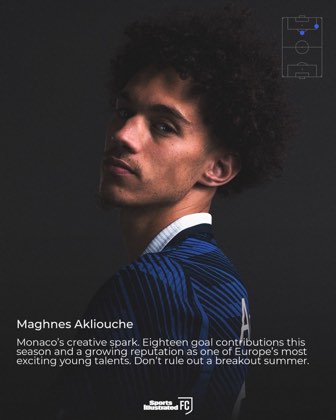 Maghnes Akliouche
Monaco’s creative spark. Eighteen goal contributions this
season and a growing reputation as one of Europe’s most
exciting young talents. Don’t rule out a breakout summer.
Sports
Illustrated FC